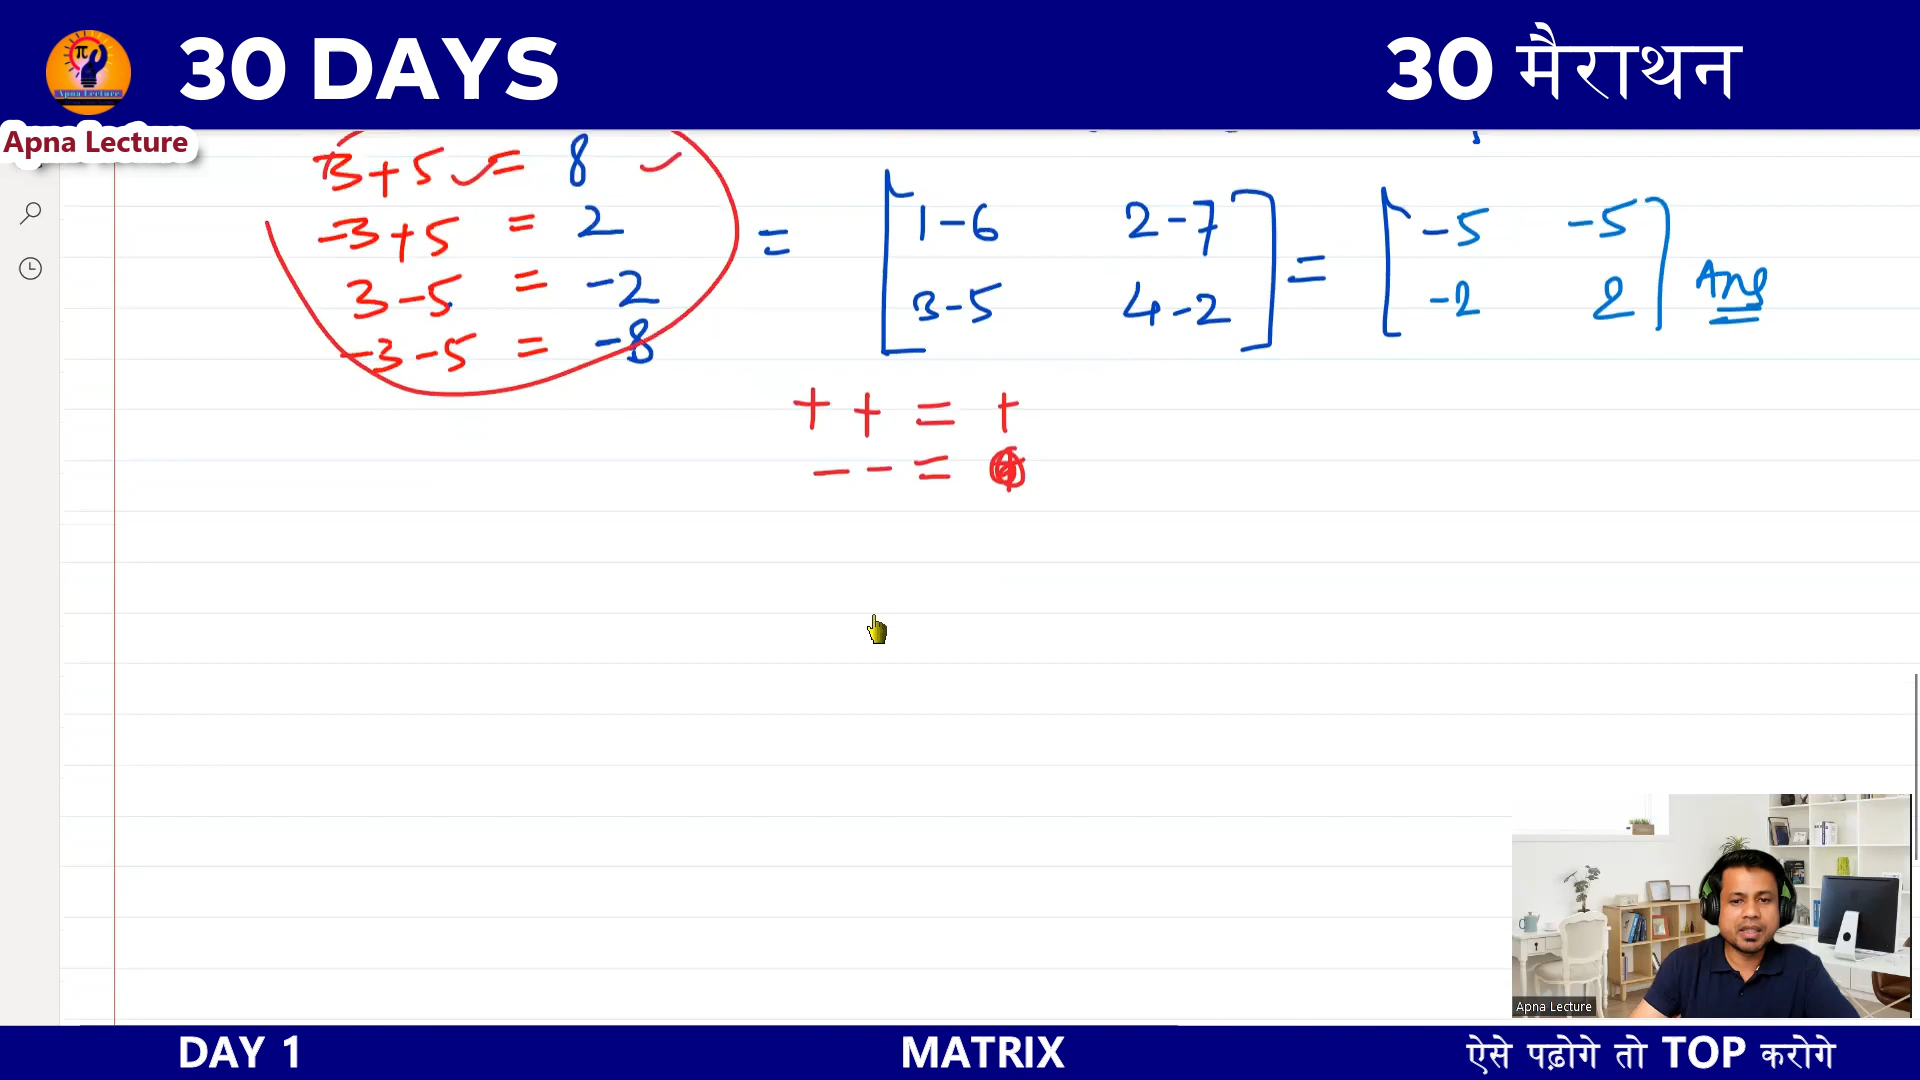 30 DAYS
30 मैराथन
π
Apna Lecture
Apna Lecture
3+5 = 8
-3+5 = 2
3-5 = -2
-3-5 = -8
= [1-6 2-7
3-5 4-2] = [-5 -5
-2 2] Ans
+ + = +
- - =
Apna Lecture
DAY 1
MATRIX
ऐसे पढ़ोगे तो TOP करोगे